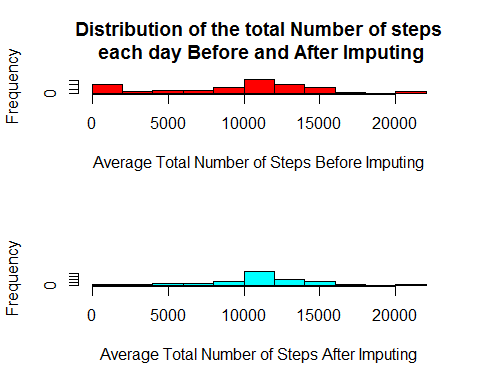 Distribution of the total Number of steps
each day Before and After Imputing
Frequency
0
0 5000 10000 15000 20000
Average Total Number of Steps Before Imputing
Frequency
0
0 5000 10000 15000 20000
Average Total Number of Steps After Imputing